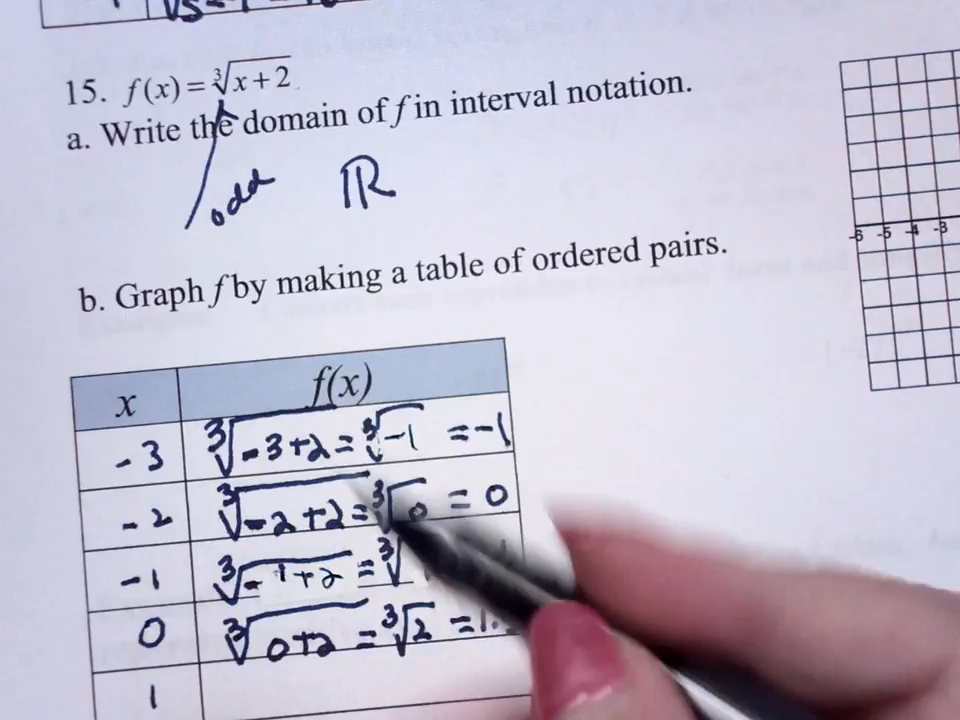 15. f(x) = ∛x+2
a. Write the domain of f in interval notation.
odd ℝ
b. Graph f by making a table of ordered pairs.
-6 -5 -4 -3
x f(x)
-3 ∛-3+2 = ∛-1 = -1
-2 ∛-2+2 = ∛0 = 0
-1 ∛-1+2 = ∛
0 ∛0+2 = ∛2 = 1.
1